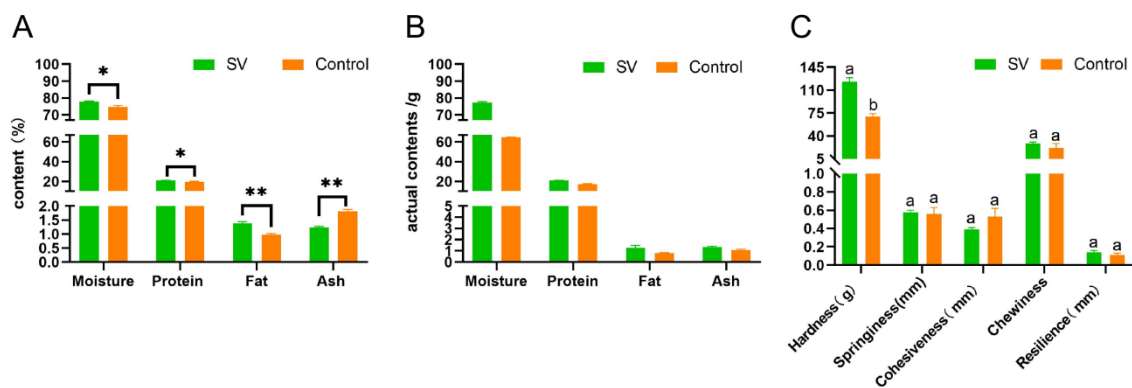 A
SV
Control
content（%）
100
90
80
70
60
20
2.0
1.5
1.0
0.5
0.0
*
*
**
**
Moisture
Protein
Fat
Ash
B
SV
Control
actual contents /g
100
90
80
70
60
40
20
5
4
3
2
1
0
Moisture
Protein
Fat
Ash
C
SV
Control
145
110
75
40
5
1.0
0.8
0.6
0.4
0.2
0.0
a
b
a
a
a
a
a
a
a
a
Hardness（g）
Springiness(mm)
Cohesiveness（mm）
Chewiness
Resilience（mm）